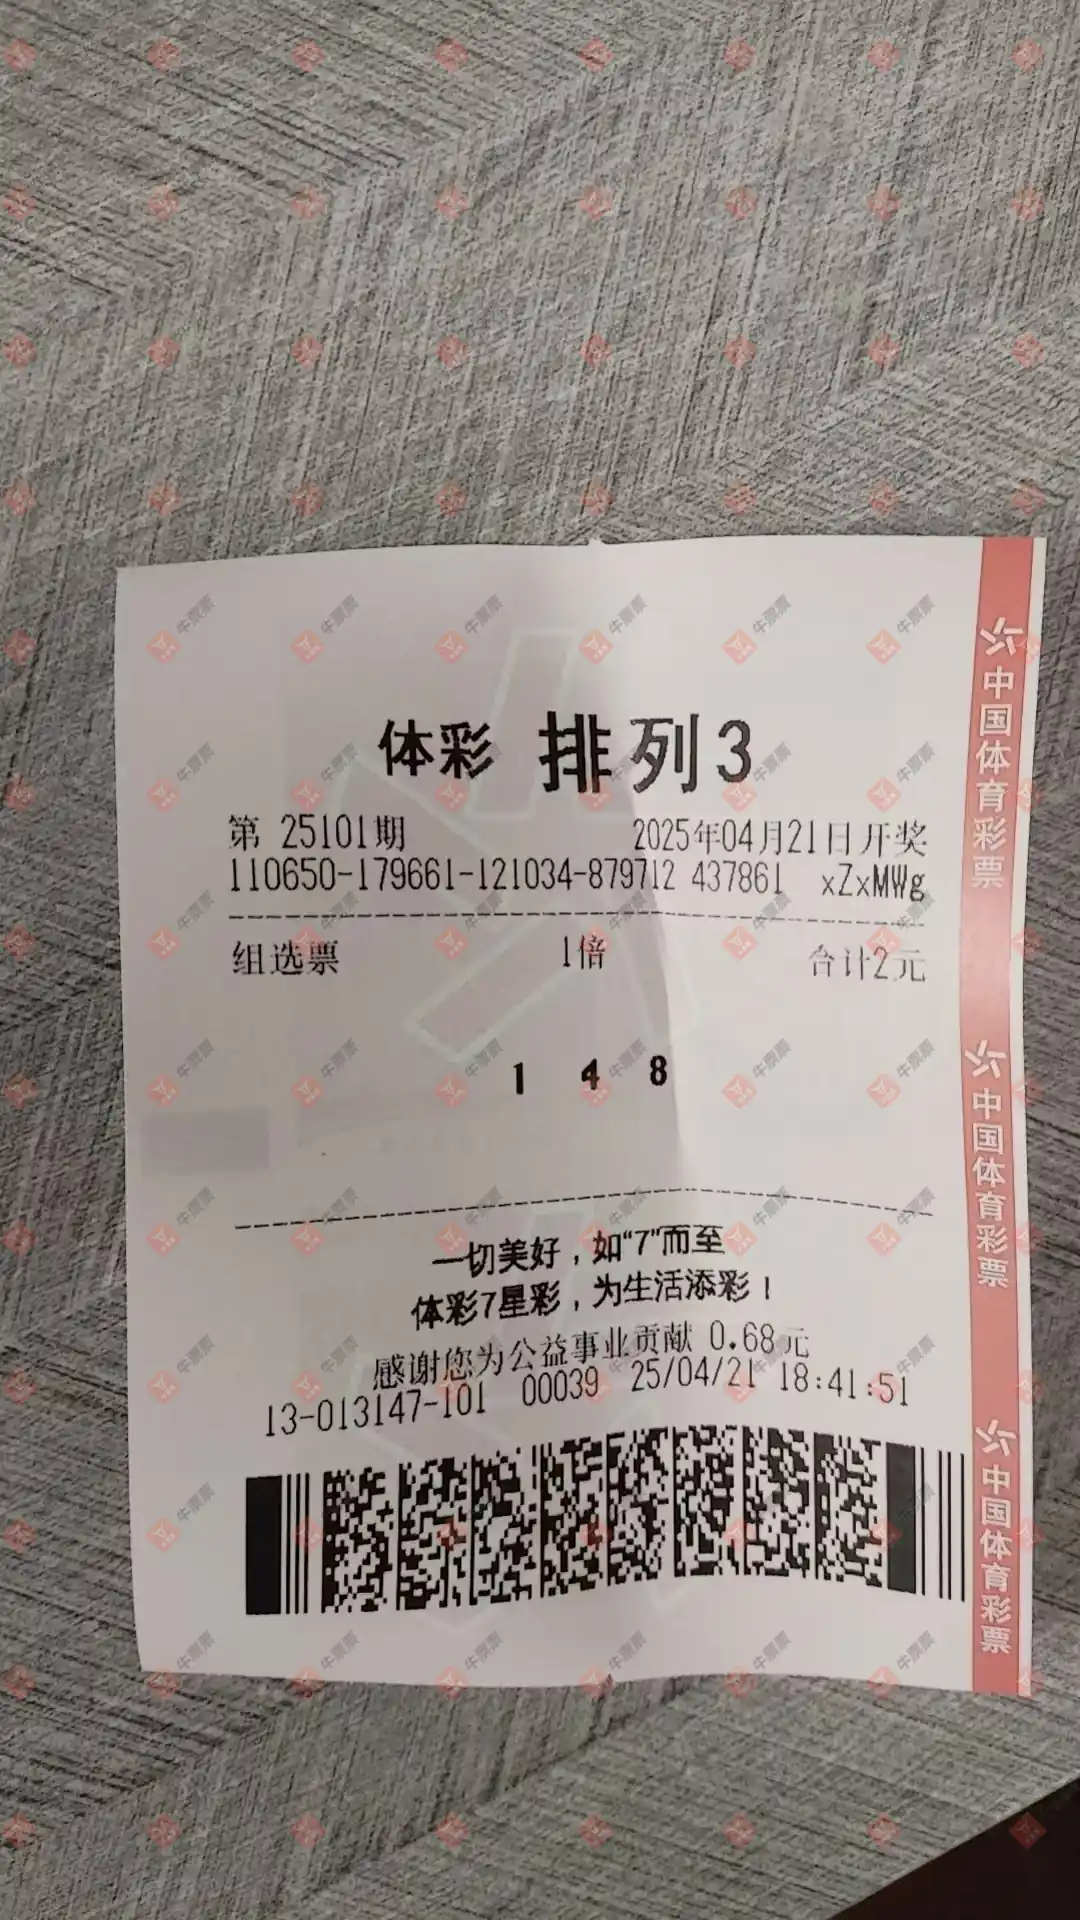 体彩 排列3
第 25101期 2025年04月21日开奖
110650-179661-121034-879712 437861 xZxMWg
组选票 1倍 合计2元
1 4 8
一切美好，如“7”而至
体彩7星彩，为生活添彩！
感谢您为公益事业贡献 0.68元
13-013147-101 00039 25/04/21 18:41:51
中国体育彩票
中国体育彩票
中国体育彩票